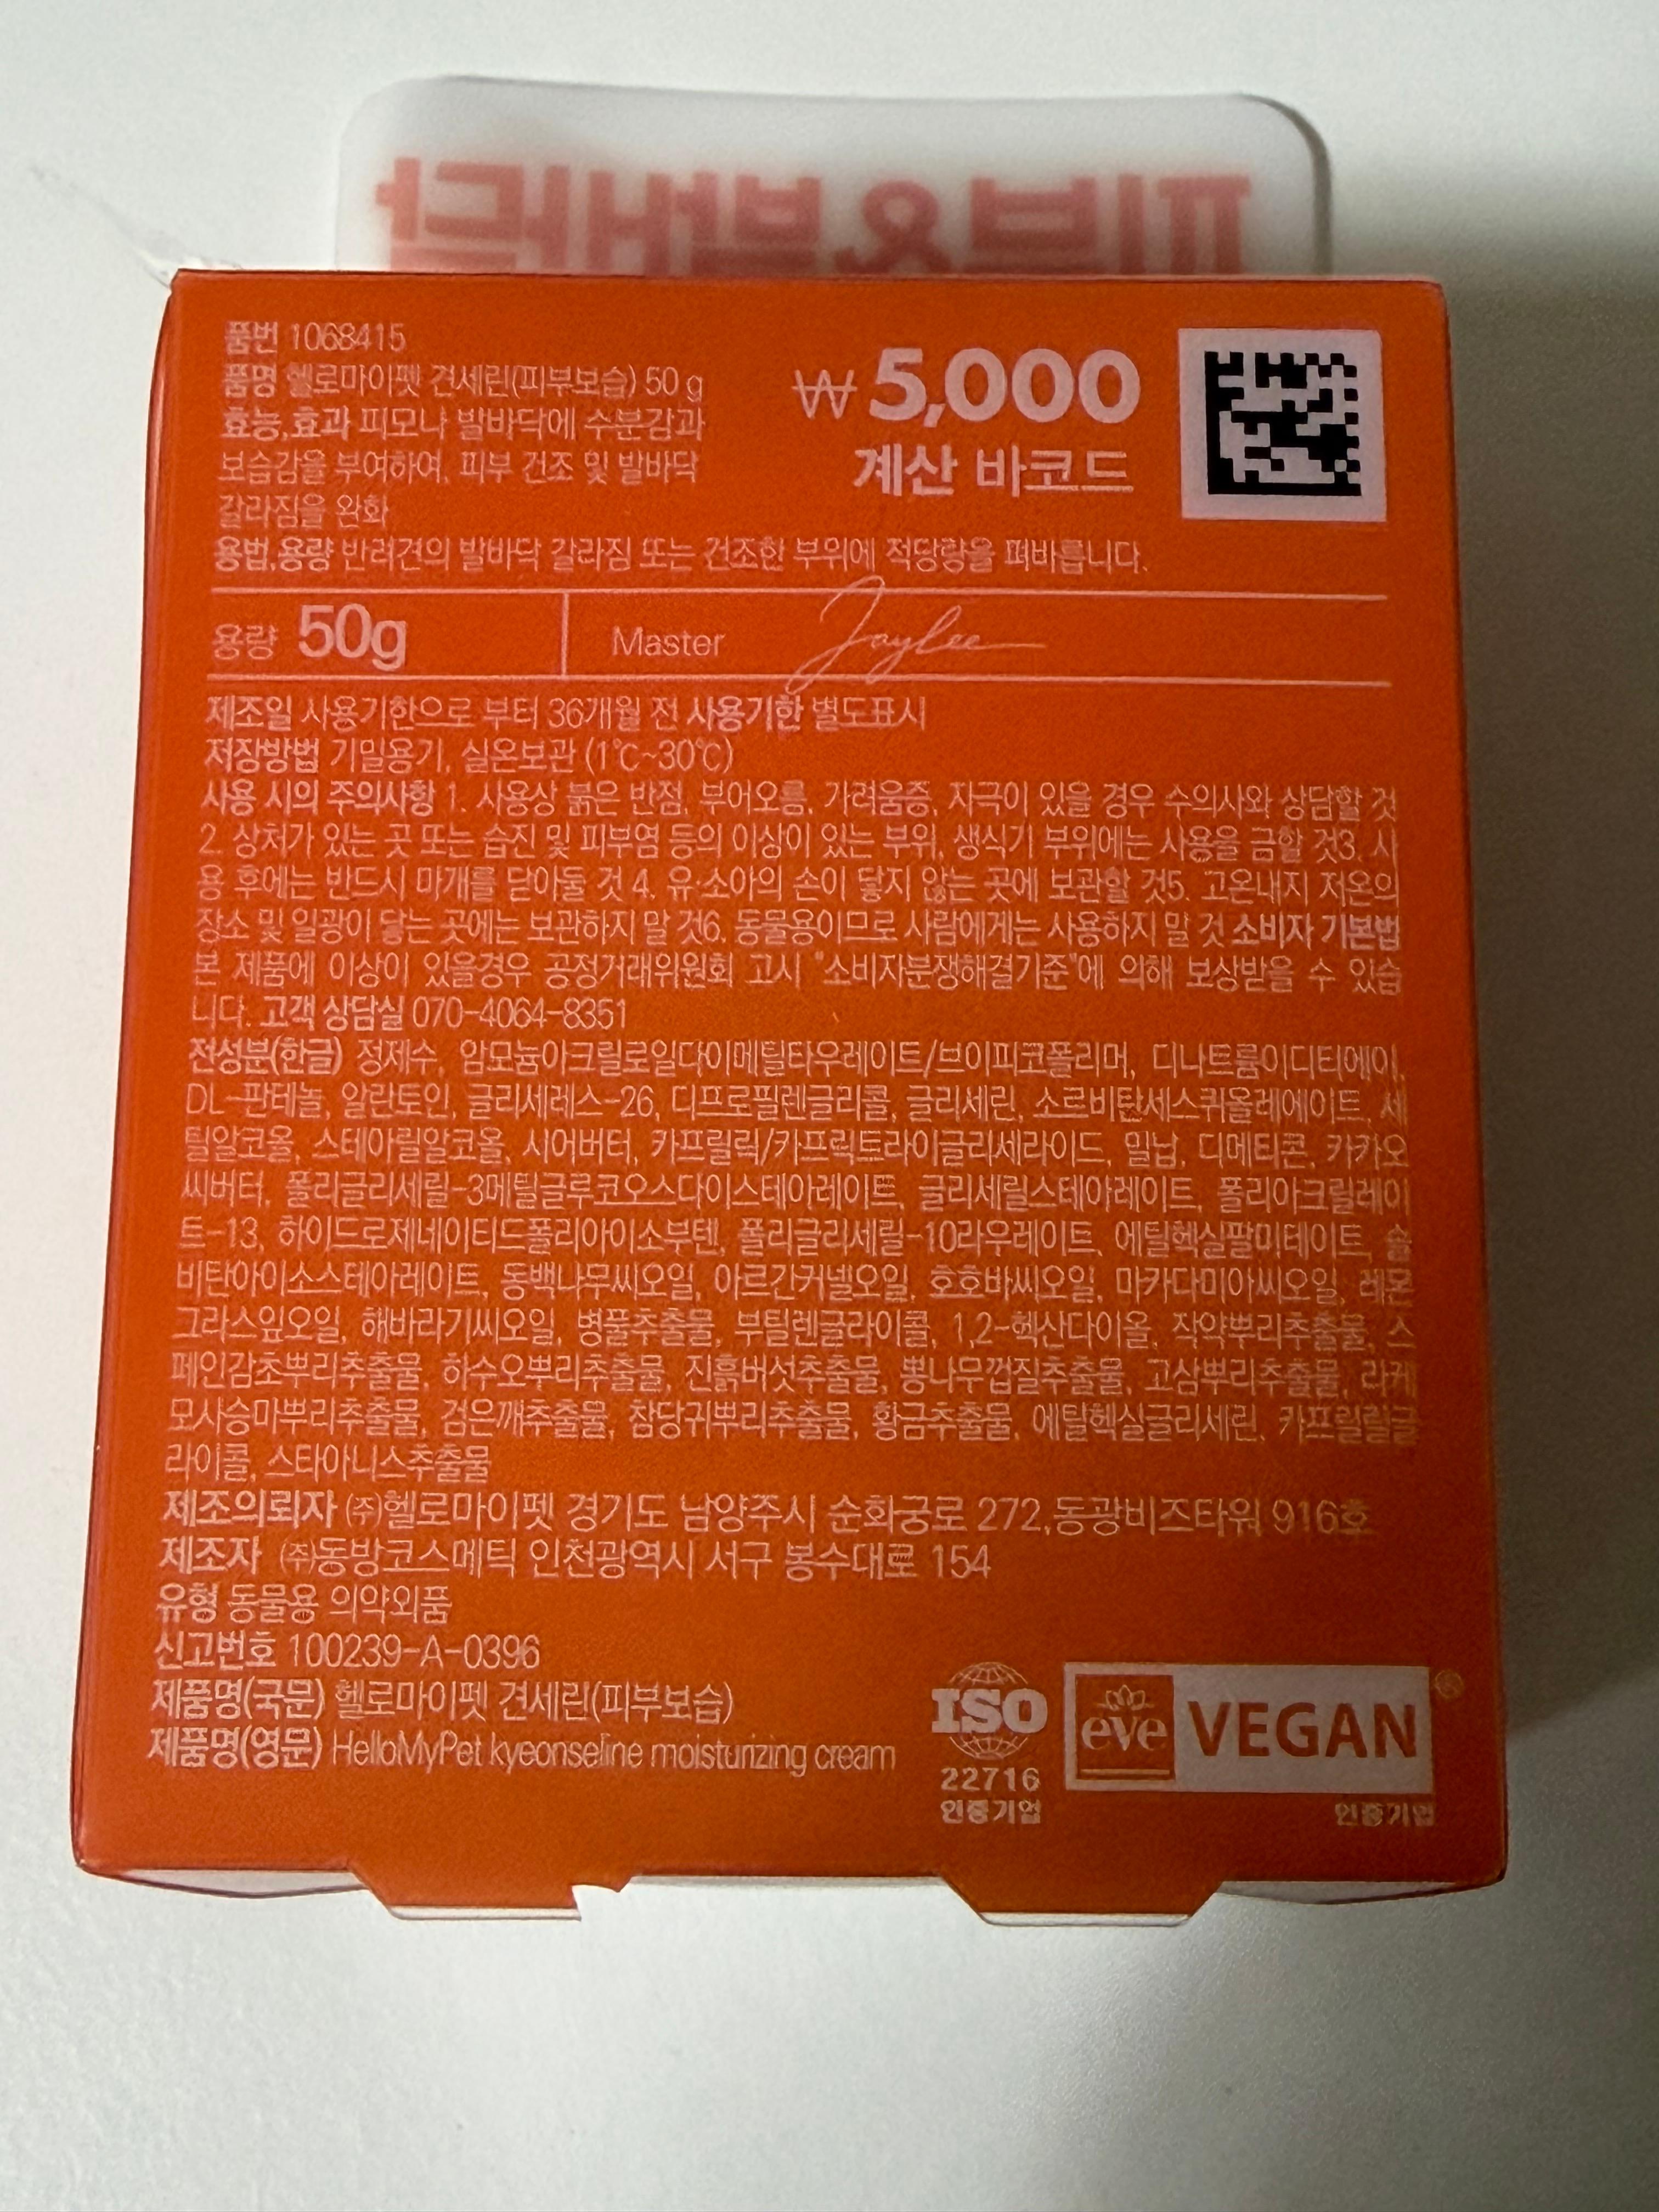 피부&발바닥
품번 1068415
품명 헬로마이펫 견세린(피부보습) 50 g
효능,효과 피모나 발바닥에 수분감과
보습감을 부여하여, 피부 건조 및 발바닥
갈라짐을 완화
₩5,000
계산 바코드
용법,용량 반려견의 발바닥 갈라짐 또는 건조한 부위에 적당량을 펴바릅니다.
용량 50g
Master JayLee
제조일 사용기한으로 부터 36개월 전 사용기한 별도표시
저장방법 기밀용기, 실온보관 (1℃~30℃)
사용 시의 주의사항 1. 사용상 붉은 반점, 부어오름, 가려움증, 자극이 있을 경우 수의사와 상담할 것
2. 상처가 있는 곳 또는 습진 및 피부염 등의 이상이 있는 부위, 생식기 부위에는 사용을 금할 것3. 사
용 후에는 반드시 마개를 닫아둘 것 4. 유·소아의 손이 닿지 않는 곳에 보관할 것5. 고온내지 저온의
장소 및 일광이 닿는 곳에는 보관하지 말 것6. 동물용이므로 사람에게는 사용하지 말 것 소비자 기본법
본 제품에 이상이 있을경우 공정거래위원회 고시 "소비자분쟁해결기준"에 의해 보상받을 수 있습
니다. 고객 상담실 070-4064-8351
전성분(한글) 정제수, 암모늄아크릴로일다이메틸타우레이트/브이피코폴리머, 디나트륨이디티에이,
DL-판테놀, 알란토인, 글리세레스-26, 디프로필렌글리콜, 글리세린, 소르비탄세스퀴올레에이트, 세
틸알코올, 스테아릴알코올, 시어버터, 카프릴릭/카프릭트라이글리세라이드, 밀납, 디메티콘, 카카오
씨버터, 폴리글리세릴-3메틸글루코오스다이스테아레이트, 글리세릴스테아레이트, 폴리아크릴레이
트-13, 하이드로제네이티드폴리아이소부텐, 폴리글리세릴-10라우레이트, 에틸헥실팔미테이트, 솔
비탄아이소스테아레이트, 동백나무씨오일, 아르간커넬오일, 호호바씨오일, 마카다미아씨오일, 레몬
그라스잎오일, 해바라기씨오일, 병풀추출물, 부틸렌글라이콜, 1,2-헥산다이올, 작약뿌리추출물, 스
페인감초뿌리추출물, 하수오뿌리추출물, 진흙버섯추출물, 뽕나무껍질추출물, 고삼뿌리추출물, 라케
모사승마뿌리추출물, 검은깨추출물, 참당귀뿌리추출물, 황금추출물, 에틸헥실글리세린, 카프릴릴글
라이콜, 스타아니스추출물
제조의뢰자 ㈜헬로마이펫 경기도 남양주시 순화궁로 272,동광비즈타워 916호
제조자 ㈜동방코스메틱 인천광역시 서구 봉수대로 154
유형 동물용 의약외품
신고번호 100239-A-0396
제품명(국문) 헬로마이펫 견세린(피부보습)
제품명(영문) HelloMyPet kyeonseline moisturizing cream
ISO
22716
인증기업
eve VEGAN®
인증기업